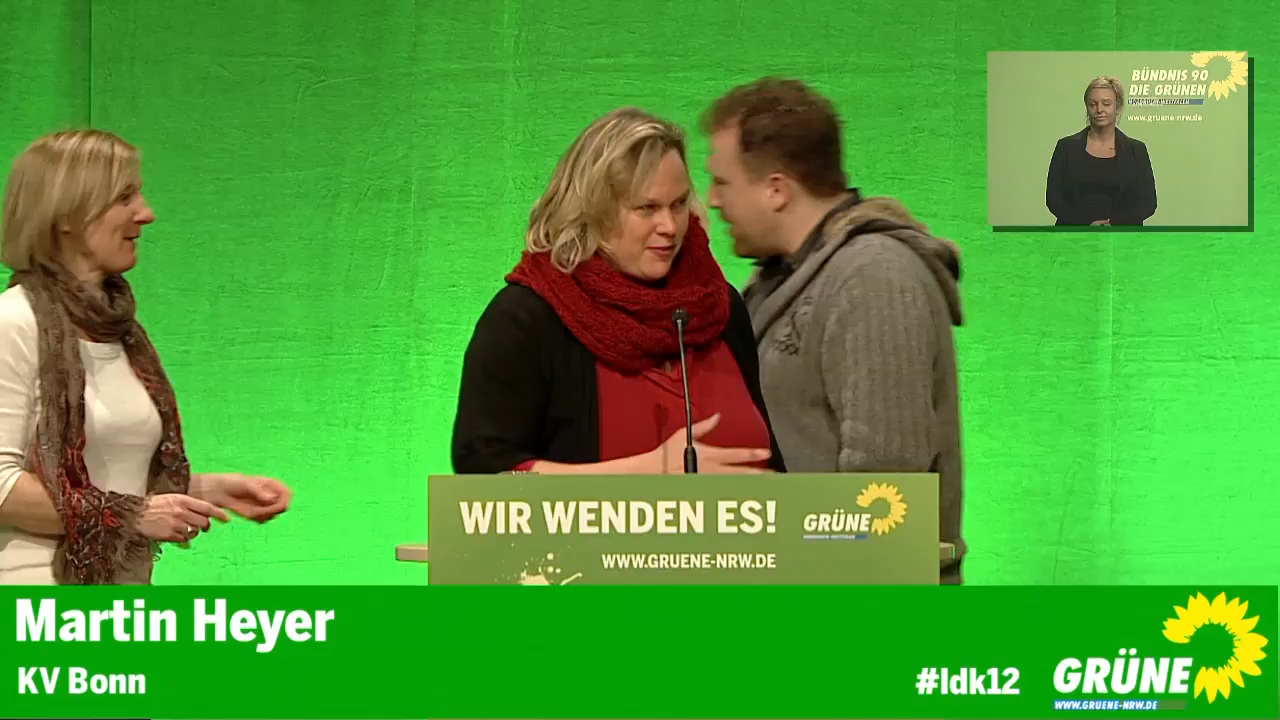 BÜNDNIS 90
DIE GRÜNEN
www.gruene-nrw.de
WIR WENDEN ES!
GRÜNE
WWW.GRUENE-NRW.DE
Martin Heyer
KV Bonn
#ldk12
GRÜNE
WWW.GRUENE-NRW.DE